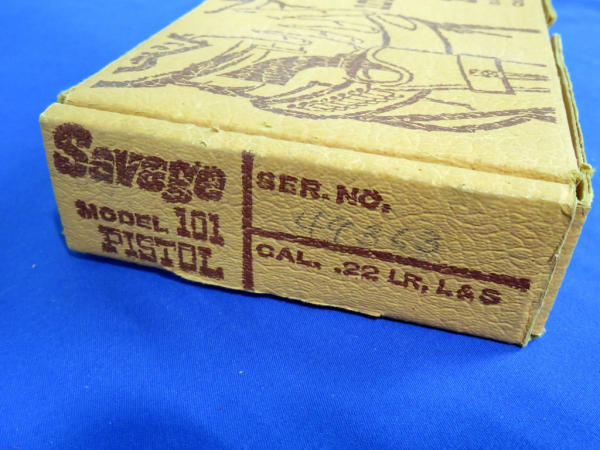 Savage
MODEL 101
PISTOL
SER. NO.
CAL. .22 LR, L&S